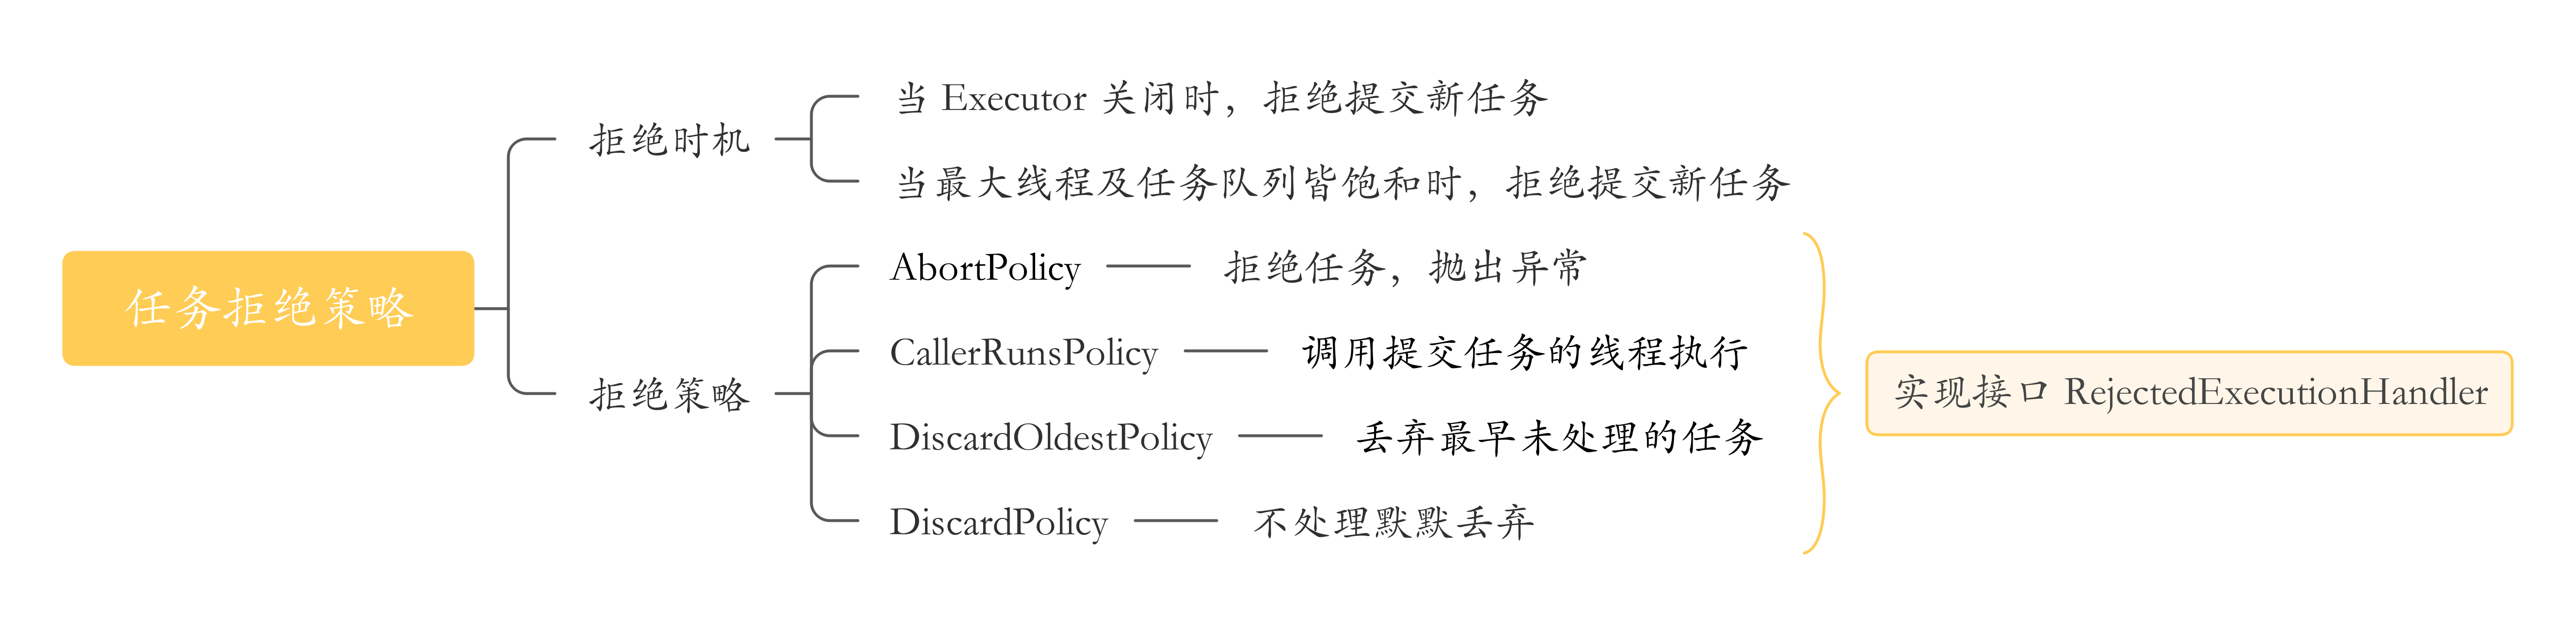 任务拒绝策略
拒绝时机
当 Executor 关闭时，拒绝提交新任务
当最大线程及任务队列皆饱和时，拒绝提交新任务
拒绝策略
AbortPolicy
拒绝任务，抛出异常
CallerRunsPolicy
调用提交任务的线程执行
DiscardOldestPolicy
丢弃最早未处理的任务
DiscardPolicy
不处理默默丢弃
实现接口 RejectedExecutionHandler